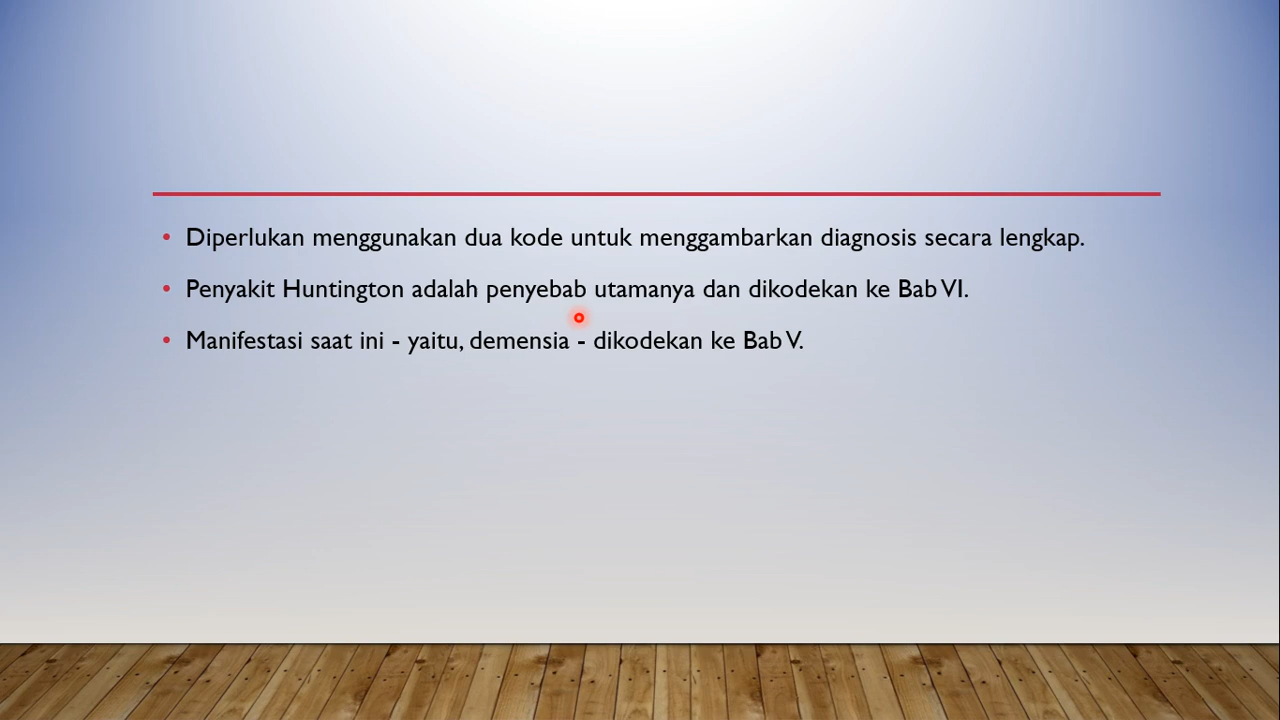 • Diperlukan menggunakan dua kode untuk menggambarkan diagnosis secara lengkap.
• Penyakit Huntington adalah penyebab utamanya dan dikodekan ke Bab VI.
• Manifestasi saat ini - yaitu, demensia - dikodekan ke Bab V.